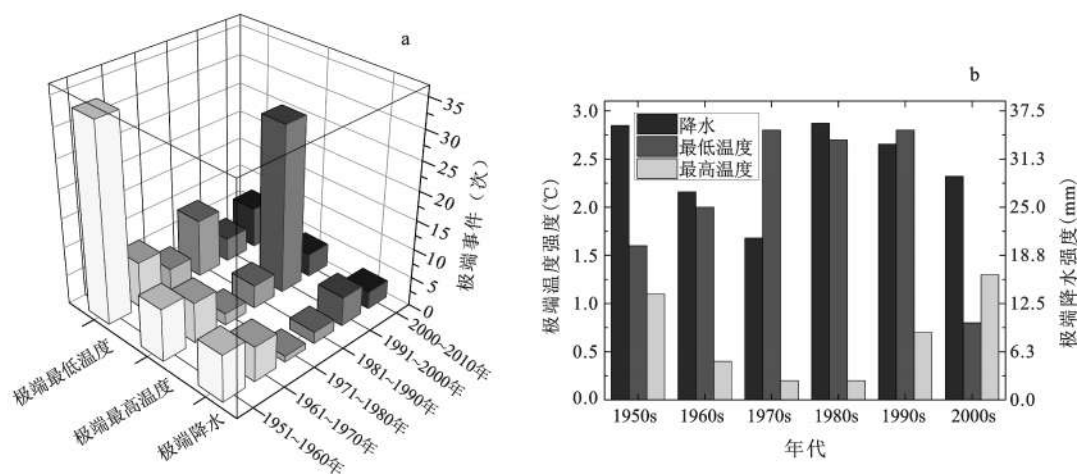 a
35
30
25
20
15
10
5
0
极端事件（次）
极端最低温度
极端最高温度
极端降水
1951~1960年
1961~1970年
1971~1980年
1981~1990年
1991~2000年
2000~2010年
b
降水
最低温度
最高温度
3.0
2.5
2.0
1.5
1.0
0.5
0.0
极端温度强度(℃)
37.5
31.3
25.0
18.8
12.5
6.3
0.0
极端降水强度(mm)
1950s 1960s 1970s 1980s 1990s 2000s
年代